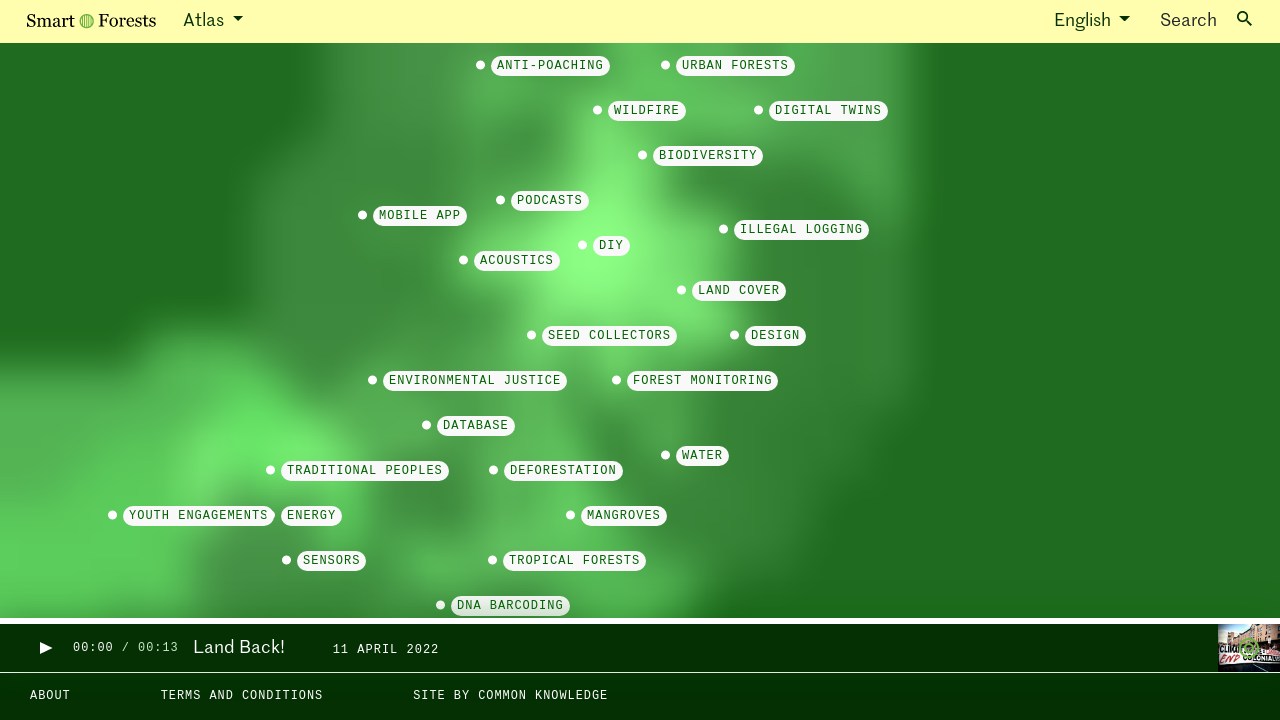 Smart Forests Atlas English Search
ANTI-POACHING URBAN FORESTS
WILDFIRE DIGITAL TWINS
BIODIVERSITY
PODCASTS
MOBILE APP
ILLEGAL LOGGING
DIY
ACOUSTICS
LAND COVER
SEED COLLECTORS DESIGN
ENVIRONMENTAL JUSTICE FOREST MONITORING
DATABASE
WATER
TRADITIONAL PEOPLES DEFORESTATION
YOUTH ENGAGEMENTS ENERGY MANGROVES
SENSORS TROPICAL FORESTS
DNA BARCODING
00:00 / 00:13 Land Back! 11 APRIL 2022
END COLONIAL
ABOUT TERMS AND CONDITIONS SITE BY COMMON KNOWLEDGE